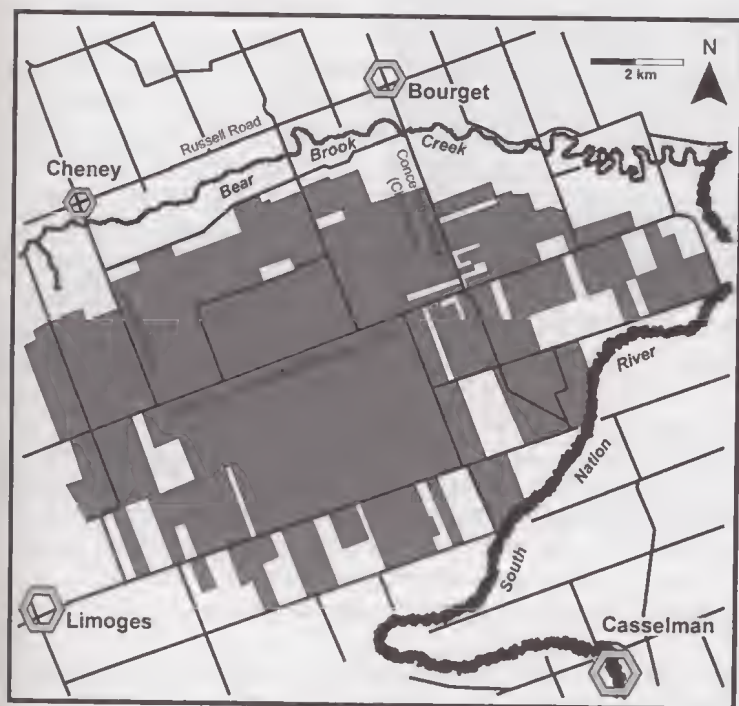 N
2 km
Bourget
Russell Road
Cheney
Bear Brook Creek
River
Nation
South
Limoges
Casselman